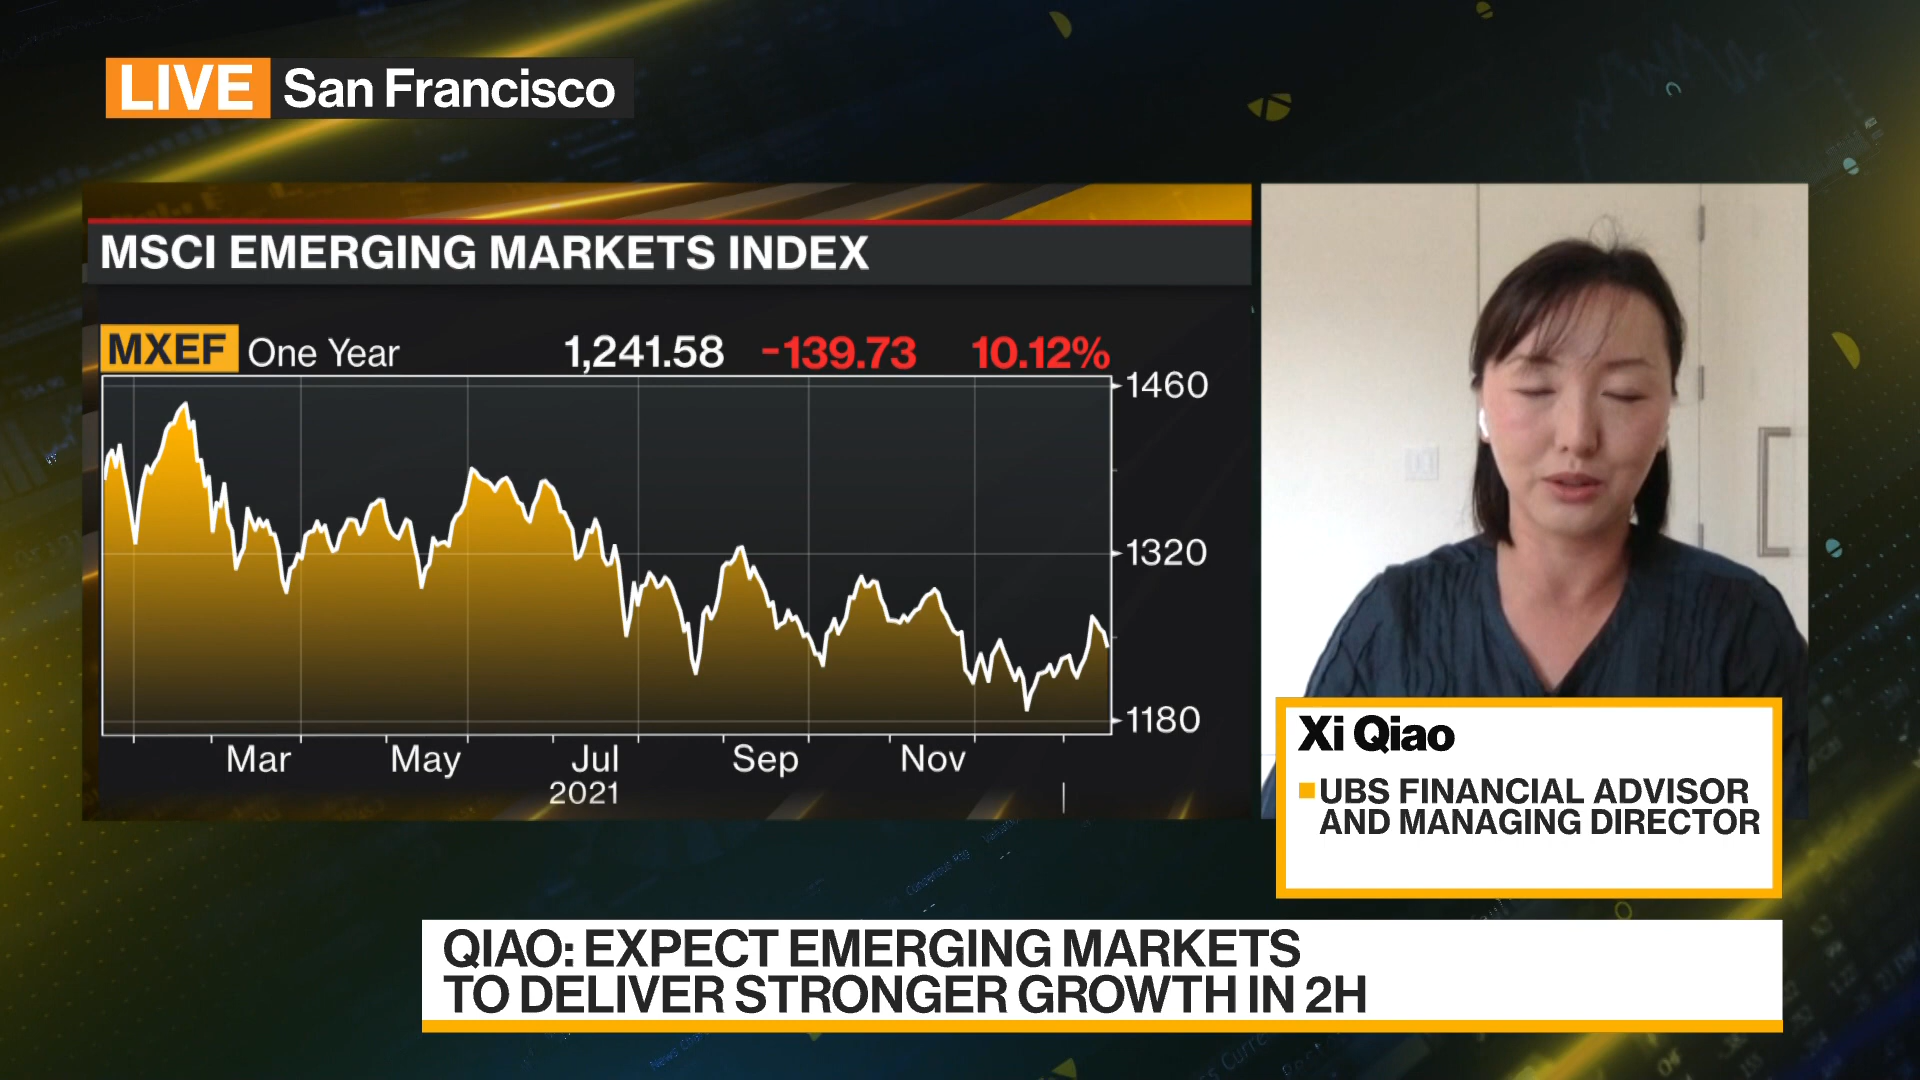 LIVE San Francisco
MSCI EMERGING MARKETS INDEX
MXEF One Year 1,241.58 -139.73 10.12%
1460
1320
1180
Mar May Jul Sep Nov
2021
Xi Qiao
UBS FINANCIAL ADVISOR
AND MANAGING DIRECTOR
QIAO: EXPECT EMERGING MARKETS
TO DELIVER STRONGER GROWTH IN 2H